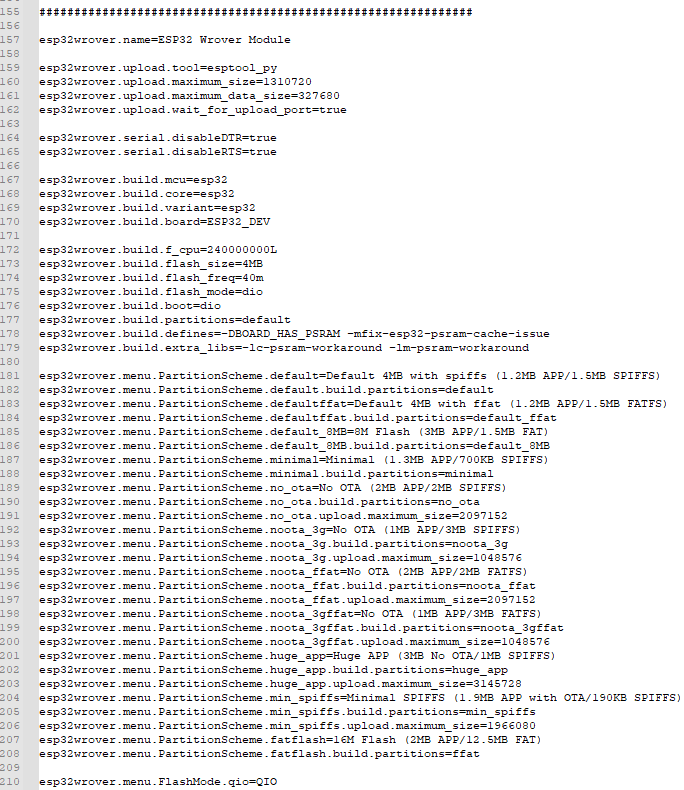 155 ##############################################################
156
157 esp32wrover.name=ESP32 Wrover Module
158
159 esp32wrover.upload.tool=esptool_py
160 esp32wrover.upload.maximum_size=1310720
161 esp32wrover.upload.maximum_data_size=327680
162 esp32wrover.upload.wait_for_upload_port=true
163
164 esp32wrover.serial.disableDTR=true
165 esp32wrover.serial.disableRTS=true
166
167 esp32wrover.build.mcu=esp32
168 esp32wrover.build.core=esp32
169 esp32wrover.build.variant=esp32
170 esp32wrover.build.board=ESP32_DEV
171
172 esp32wrover.build.f_cpu=240000000L
173 esp32wrover.build.flash_size=4MB
174 esp32wrover.build.flash_freq=40m
175 esp32wrover.build.flash_mode=dio
176 esp32wrover.build.boot=dio
177 esp32wrover.build.partitions=default
178 esp32wrover.build.defines=-DBOARD_HAS_PSRAM -mfix-esp32-psram-cache-issue
179 esp32wrover.build.extra_libs=-lc-psram-workaround -lm-psram-workaround
180
181 esp32wrover.menu.PartitionScheme.default=Default 4MB with spiffs (1.2MB APP/1.5MB SPIFFS)
182 esp32wrover.menu.PartitionScheme.default.build.partitions=default
183 esp32wrover.menu.PartitionScheme.defaultffat=Default 4MB with ffat (1.2MB APP/1.5MB FATFS)
184 esp32wrover.menu.PartitionScheme.defaultffat.build.partitions=default_ffat
185 esp32wrover.menu.PartitionScheme.default_8MB=8M Flash (3MB APP/1.5MB FAT)
186 esp32wrover.menu.PartitionScheme.default_8MB.build.partitions=default_8MB
187 esp32wrover.menu.PartitionScheme.minimal=Minimal (1.3MB APP/700KB SPIFFS)
188 esp32wrover.menu.PartitionScheme.minimal.build.partitions=minimal
189 esp32wrover.menu.PartitionScheme.no_ota=No OTA (2MB APP/2MB SPIFFS)
190 esp32wrover.menu.PartitionScheme.no_ota.build.partitions=no_ota
191 esp32wrover.menu.PartitionScheme.no_ota.upload.maximum_size=2097152
192 esp32wrover.menu.PartitionScheme.noota_3g=No OTA (1MB APP/3MB SPIFFS)
193 esp32wrover.menu.PartitionScheme.noota_3g.build.partitions=noota_3g
194 esp32wrover.menu.PartitionScheme.noota_3g.upload.maximum_size=1048576
195 esp32wrover.menu.PartitionScheme.noota_ffat=No OTA (2MB APP/2MB FATFS)
196 esp32wrover.menu.PartitionScheme.noota_ffat.build.partitions=noota_ffat
197 esp32wrover.menu.PartitionScheme.noota_ffat.upload.maximum_size=2097152
198 esp32wrover.menu.PartitionScheme.noota_3gffat=No OTA (1MB APP/3MB FATFS)
199 esp32wrover.menu.PartitionScheme.noota_3gffat.build.partitions=noota_3gffat
200 esp32wrover.menu.PartitionScheme.noota_3gffat.upload.maximum_size=1048576
201 esp32wrover.menu.PartitionScheme.huge_app=Huge APP (3MB No OTA/1MB SPIFFS)
202 esp32wrover.menu.PartitionScheme.huge_app.build.partitions=huge_app
203 esp32wrover.menu.PartitionScheme.huge_app.upload.maximum_size=3145728
204 esp32wrover.menu.PartitionScheme.min_spiffs=Minimal SPIFFS (1.9MB APP with OTA/190KB SPIFFS)
205 esp32wrover.menu.PartitionScheme.min_spiffs.build.partitions=min_spiffs
206 esp32wrover.menu.PartitionScheme.min_spiffs.upload.maximum_size=1966080
207 esp32wrover.menu.PartitionScheme.fatflash=16M Flash (2MB APP/12.5MB FAT)
208 esp32wrover.menu.PartitionScheme.fatflash.build.partitions=ffat
209
210 esp32wrover.menu.FlashMode.qio=QIO